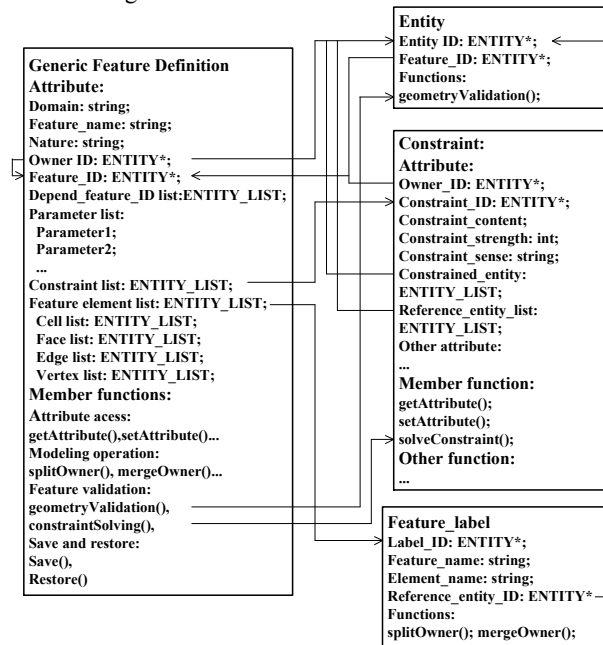 Generic Feature Definition
Attribute:
Domain: string;
Feature_name: string;
Nature: string;
Owner ID: ENTITY*;
Feature_ID: ENTITY*;
Depend_feature_ID list:ENTITY_LIST;
Parameter list:
Parameter1;
Parameter2;
...
Constraint list: ENTITY_LIST;
Feature element list: ENTITY_LIST;
Cell list: ENTITY_LIST;
Face list: ENTITY_LIST;
Edge list: ENTITY_LIST;
Vertex list: ENTITY_LIST;
Member functions:
Attribute acess:
getAttribute(),setAttribute()...
Modeling operation:
splitOwner(), mergeOwner()...
Feature validation:
geometryValidation(),
constraintSolving(),
Save and restore:
Save(),
Restore()
Entity
Entity ID: ENTITY*;
Feature_ID: ENTITY*;
Functions:
geometryValidation();
Constraint:
Attribute:
Owner_ID: ENTITY*;
Constraint_ID: ENTITY*;
Constraint_content;
Constraint_strength: int;
Constraint_sense: string;
Constrained_entity:
ENTITY_LIST;
Reference_entity_list:
ENTITY_LIST;
Other attribute:
...
Member function:
getAttribute();
setAttribute();
solveConstraint();
Other function:
...
Feature_label
Label_ID: ENTITY*;
Feature_name: string;
Element_name: string;
Reference_entity_ID: ENTITY*
Functions:
splitOwner(); mergeOwner();